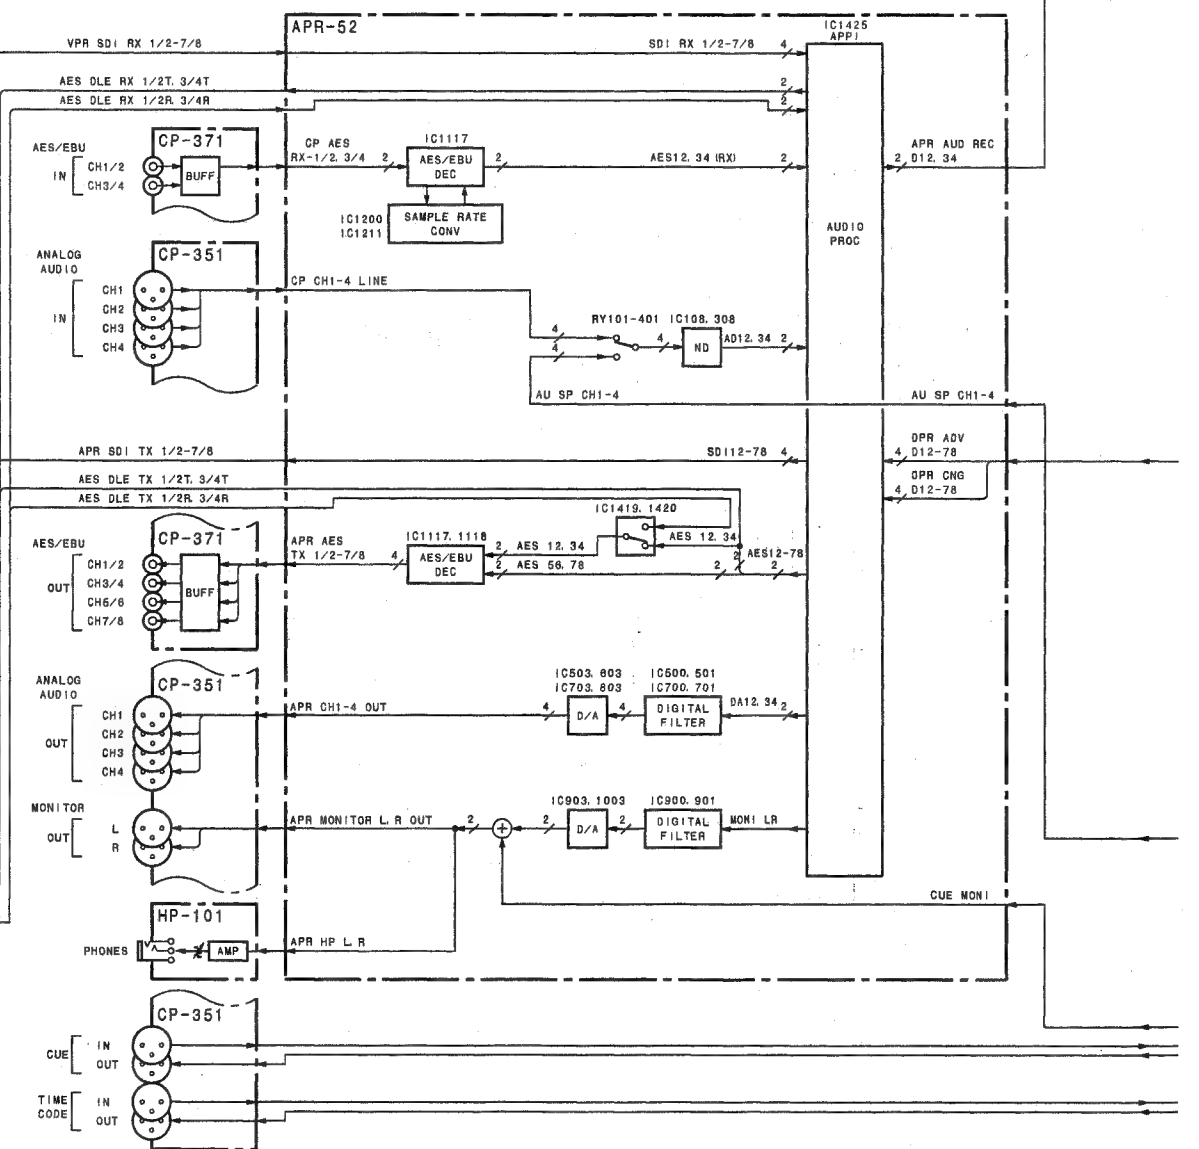 APR-52
IC1425
APPI
VPR SDI RX 1/2-7/8
SDI RX 1/2-7/8
4
AES DLE RX 1/2T. 3/4T
2
AES DLE RX 1/2R. 3/4R
2
CP-371
AES/EBU
IN
CH1/2
CH3/4
BUFF
CP AES
RX-1/2. 3/4
2
IC1117
AES/EBU
DEC
2
AES12. 34 (RX)
2
2
APR AUD REC
D12. 34
IC1200
IC1211
SAMPLE RATE
CONV
AUDIO
PROC
CP-351
ANALOG
AUDIO
IN
CH1
CH2
CH3
CH4
CP CH1-4 LINE
RY101-401
IC108. 308
4
4
4
ND
AD12. 34
2
AU SP CH1-4
AU SP CH1-4
APR SDI TX 1/2-7/8
SDI12-78
4
DPR ADV
4
D12-78
DPR CNG
4
D12-78
AES DLE TX 1/2T. 3/4T
AES DLE TX 1/2R. 3/4R
IC1419. 1420
CP-371
AES/EBU
OUT
CH1/2
CH3/4
CH5/6
CH7/8
BUFF
APR AES
TX 1/2-7/8
4
IC1117. 1118
AES/EBU
DEC
2
AES 12. 34
AES 12. 34
2
AES 56. 78
2
2
2
AES12-78
2
CP-351
ANALOG
AUDIO
OUT
CH1
CH2
CH3
CH4
APR CH1-4 OUT
4
IC503. 603
IC703. 803
D/A
4
IC500. 501
IC700. 701
DIGITAL
FILTER
DA12. 34
2
MONITOR
OUT
L
R
APR MONITOR L. R OUT
2
+
2
IC903. 1003
D/A
2
IC900. 901
DIGITAL
FILTER
MONI LR
CUE MONI
HP-101
PHONES
AMP
APR HP L R
CP-351
CUE
IN
OUT
TIME
CODE
IN
OUT